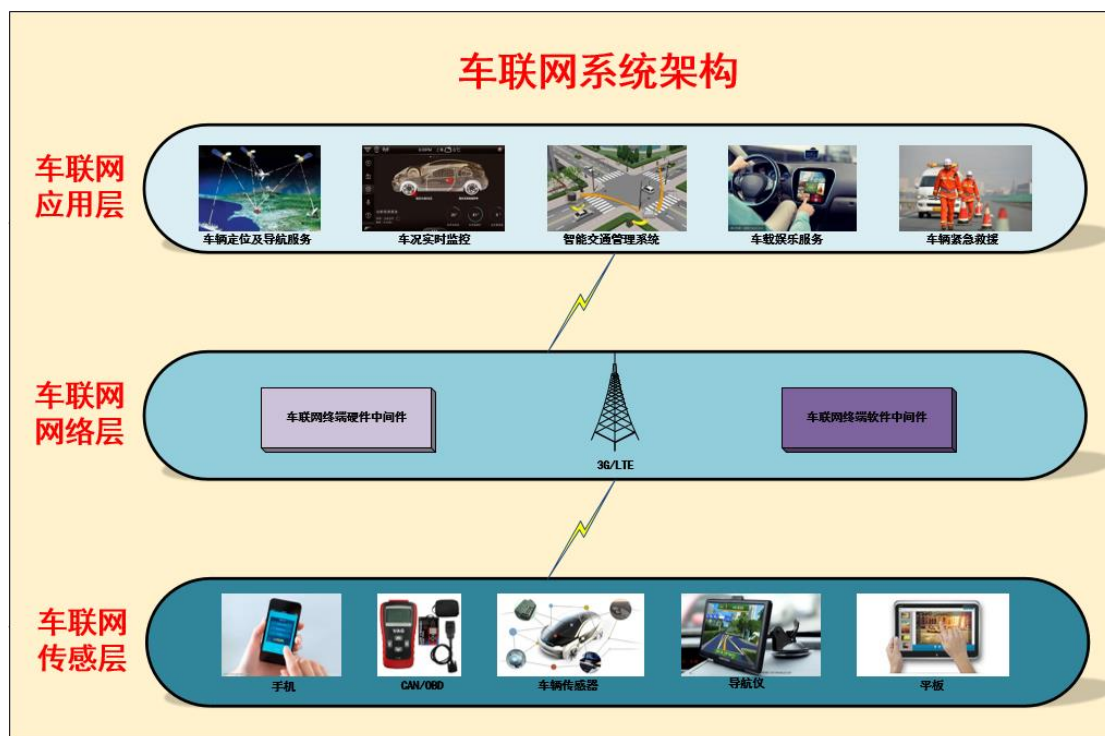 车联网系统架构
车联网
应用层
车辆定位及导航服务
车况实时监控
智能交通管理系统
车载娱乐服务
车辆紧急救援
车联网
网络层
车联网终端硬件中间件
3G/LTE
车联网终端软件中间件
车联网
传感层
手机
CAN/OBD
车辆传感器
导航仪
平板